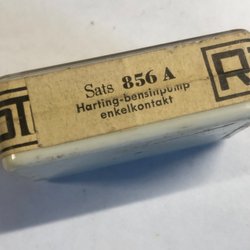 Sats 856 A
Harting-bensinpump
enkelkontakt